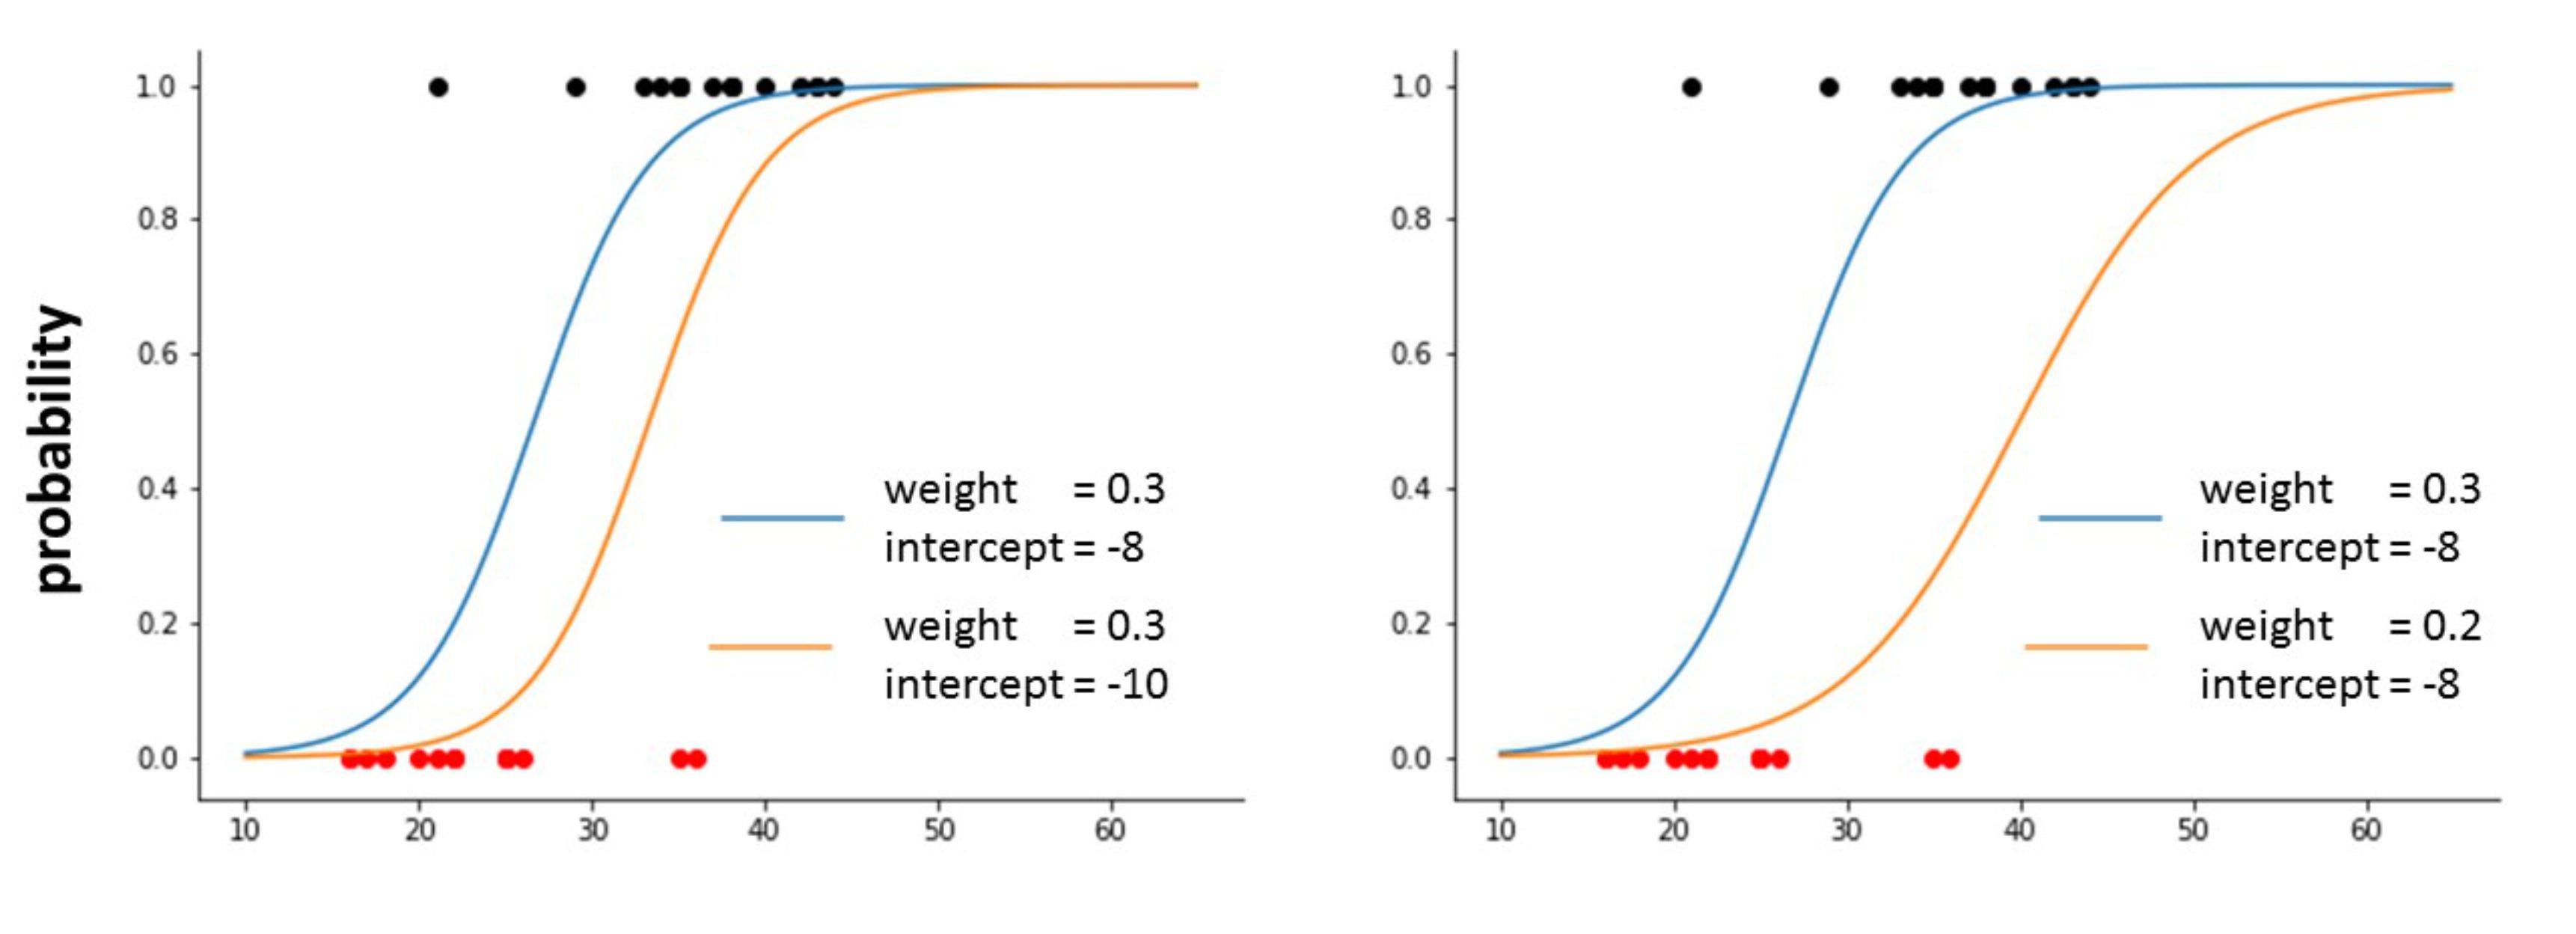 probability
1.0
0.8
0.6
0.4
0.2
0.0
10 20 30 40 50 60
weight = 0.3
intercept = -8
weight = 0.3
intercept = -10
1.0
0.8
0.6
0.4
0.2
0.0
10 20 30 40 50 60
weight = 0.3
intercept = -8
weight = 0.2
intercept = -8